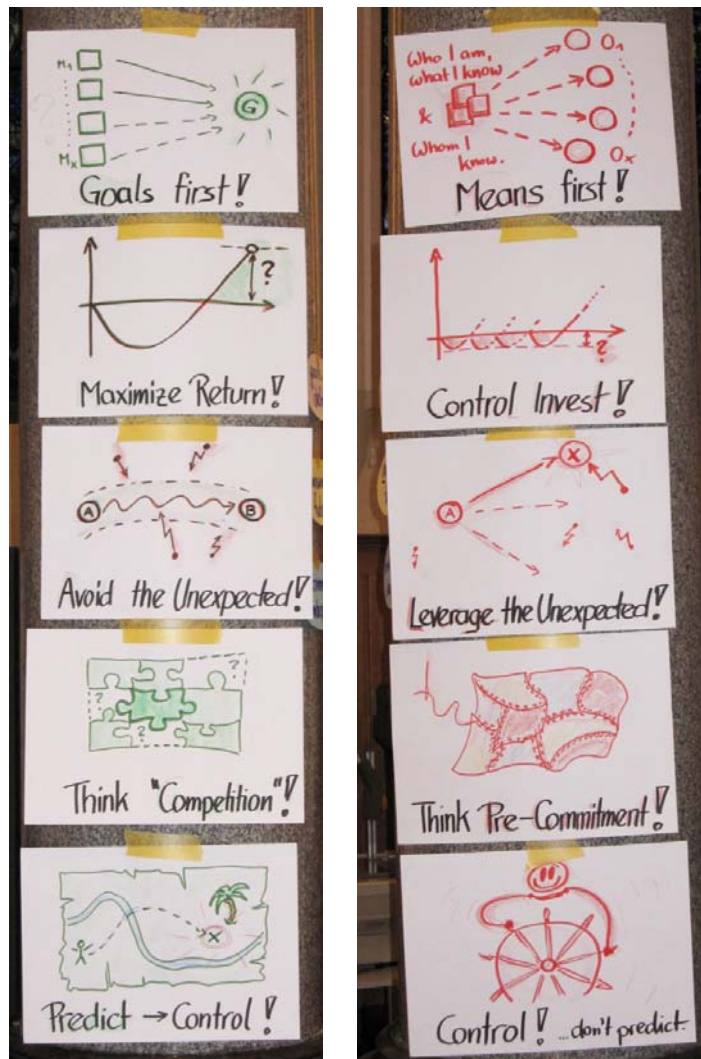 M1
Mx
G
Goals first!
?
Maximize Return!
A
B
Avoid the Unexpected!
?
?
?
Think "Competition"!
X
Predict → Control!
Who I am,
what I know
&
Whom I
know.
O1
Ox
Means first!
?
Control Invest!
A
X
Leverage the Unexpected!
Think Pre-Commitment!
Control! ...don't predict.